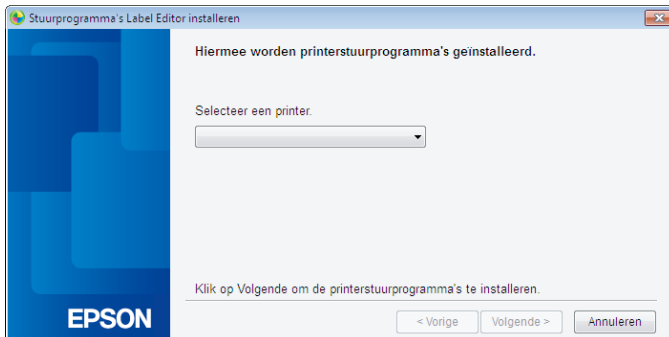 Stuurprogramma's Label Editor installeren
Hiermee worden printerstuurprogramma's geïnstalleerd.
Selecteer een printer.
Klik op Volgende om de printerstuurprogramma's te installeren.
EPSON
< Vorige
Volgende >
Annuleren